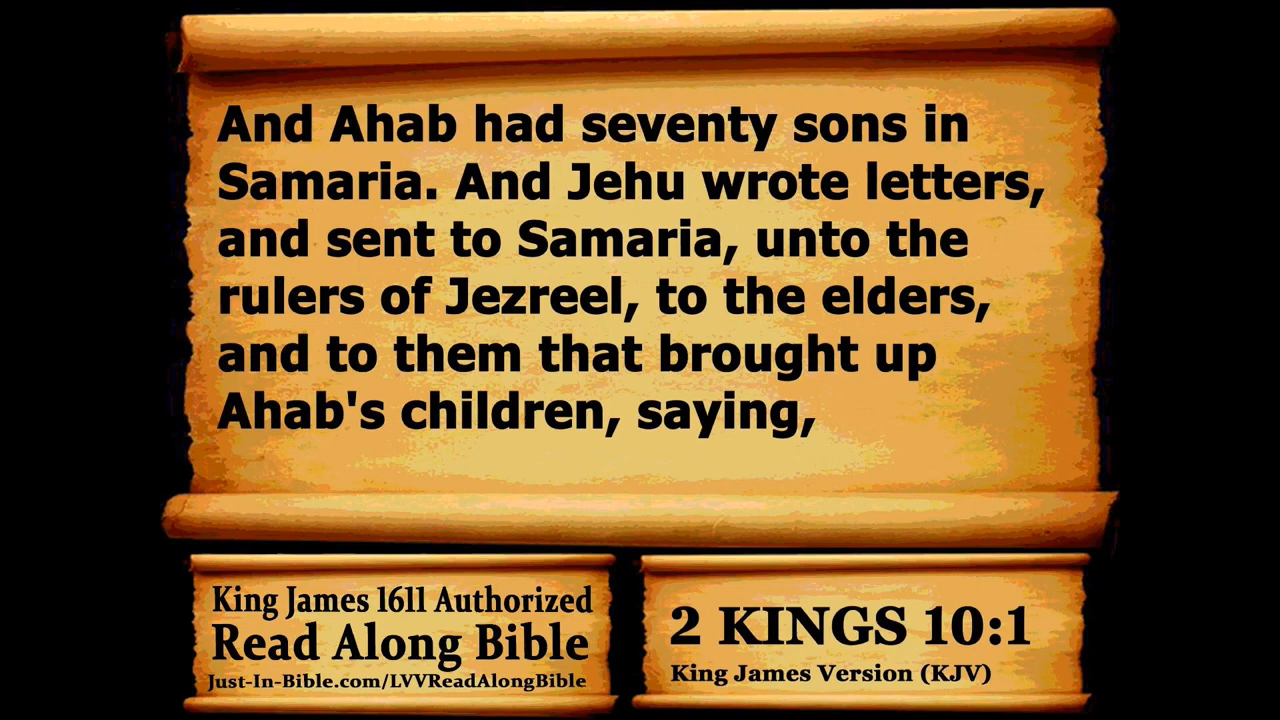 And Ahab had seventy sons in
Samaria. And Jehu wrote letters,
and sent to Samaria, unto the
rulers of Jezreel, to the elders,
and to them that brought up
Ahab's children, saying,
King James 1611 Authorized
Read Along Bible
Just-In-Bible.com/LVVReadAlongBible
2 KINGS 10:1
King James Version (KJV)